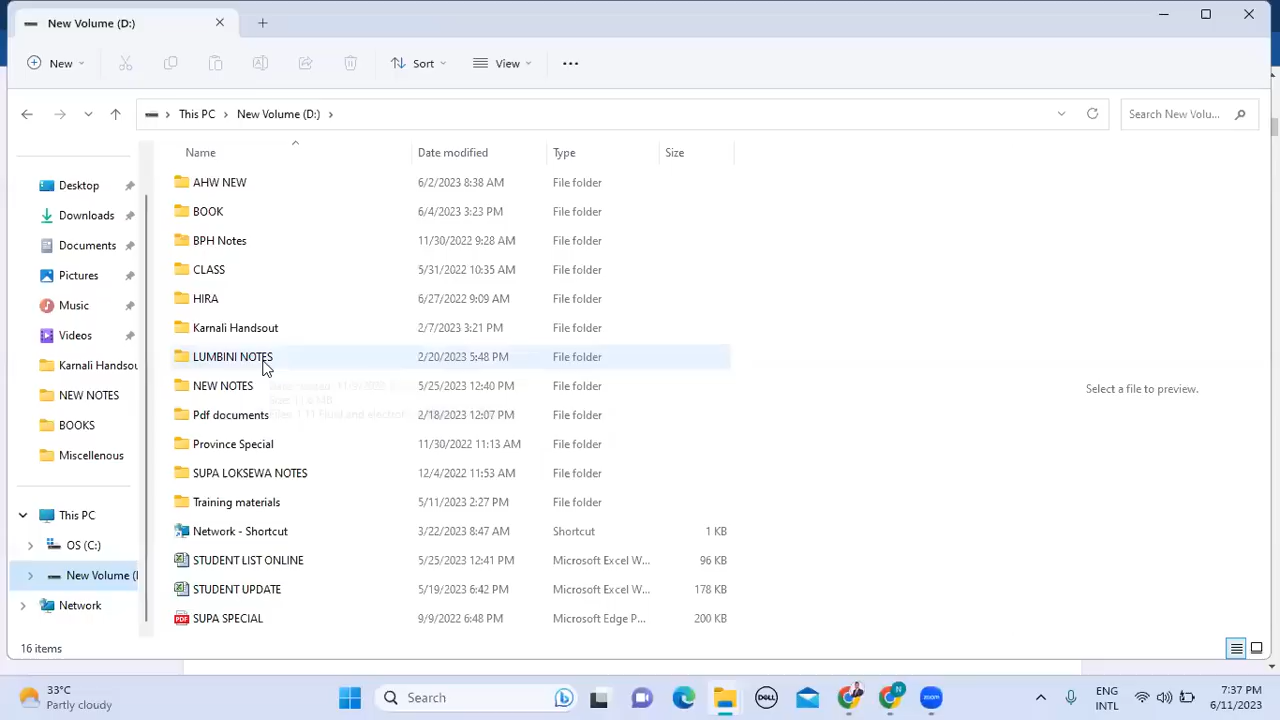 New Volume (D:)
New
Sort
View
This PC
New Volume (D:)
Search New Volu...
Name
Date modified
Type
Size
Desktop
Downloads
Documents
Pictures
Music
Videos
Karnali Handsou
NEW NOTES
BOOKS
Miscellenous
This PC
OS (C:)
New Volume (
Network
AHW NEW 6/2/2023 8:38 AM File folder
BOOK 6/4/2023 3:23 PM File folder
BPH Notes 11/30/2022 9:28 AM File folder
CLASS 5/31/2022 10:35 AM File folder
HIRA 6/27/2022 9:09 AM File folder
Karnali Handsout 2/7/2023 3:21 PM File folder
LUMBINI NOTES 2/20/2023 5:48 PM File folder
NEW NOTES 5/25/2023 12:40 PM File folder
Pdf documents 2/18/2023 12:07 PM File folder
Province Special 11/30/2022 11:13 AM File folder
SUPA LOKSEWA NOTES 12/4/2022 11:53 AM File folder
Training materials 5/11/2023 2:27 PM File folder
Network - Shortcut 3/22/2023 8:47 AM Shortcut 1 KB
STUDENT LIST ONLINE 5/25/2023 12:41 PM Microsoft Excel W... 96 KB
STUDENT UPDATE 5/19/2023 6:42 PM Microsoft Excel W... 178 KB
SUPA SPECIAL 9/9/2022 6:48 PM Microsoft Edge P... 200 KB
Select a file to preview.
16 items
33°C
Partly cloudy
Search
DELL
ENG
INTL
7:37 PM
6/11/2023